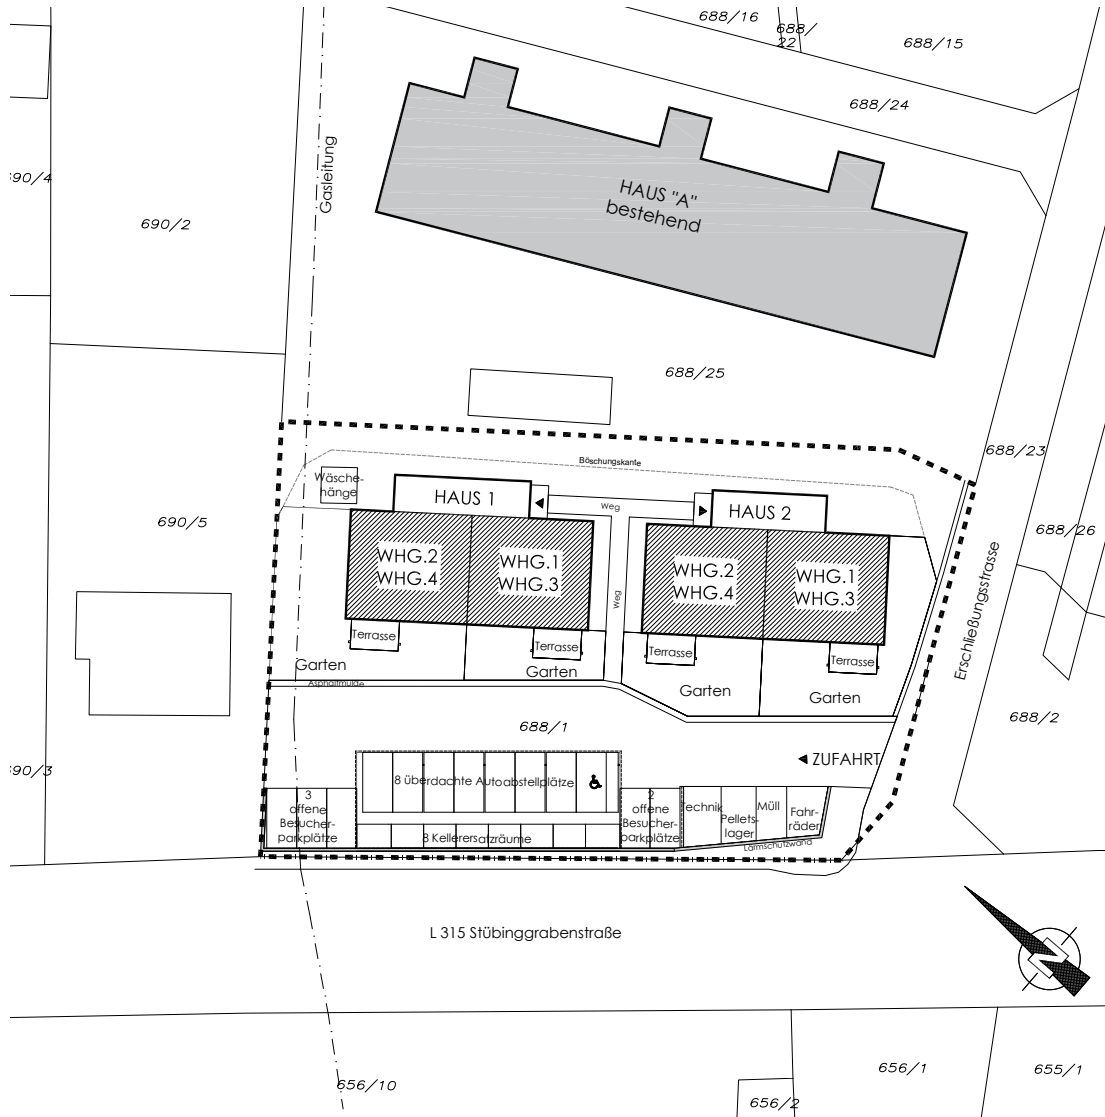 688/16
688/
22
688/15
688/24
90/4
Gasleitung
690/2
HAUS "A"
bestehend
688/25
688/23
Böschungskante
Wäsche-
hänge
HAUS 1
Weg
HAUS 2
690/5
688/26
WHG.2
WHG.4
WHG.1
WHG.3
WHG.2
WHG.4
WHG.1
WHG.3
Weg
Erschließungsstrasse
Terrasse
Terrasse
Terrasse
Terrasse
Garten
Garten
Garten
Garten
Asphaltmulde
688/1
688/2
ZUFAHRT
90/3
8 überdachte Autoabstellplätze
3
offene
Besucher-
parkplätze
8 Kellerersatzräume
2
offene
Besucher-
parkplätze
Technik
Pellets-
lager
Müll
Fahr-
räder
Lärmschutzwand
L 315 Stübinggrabenstraße
N
656/10
656/2
656/1
655/1